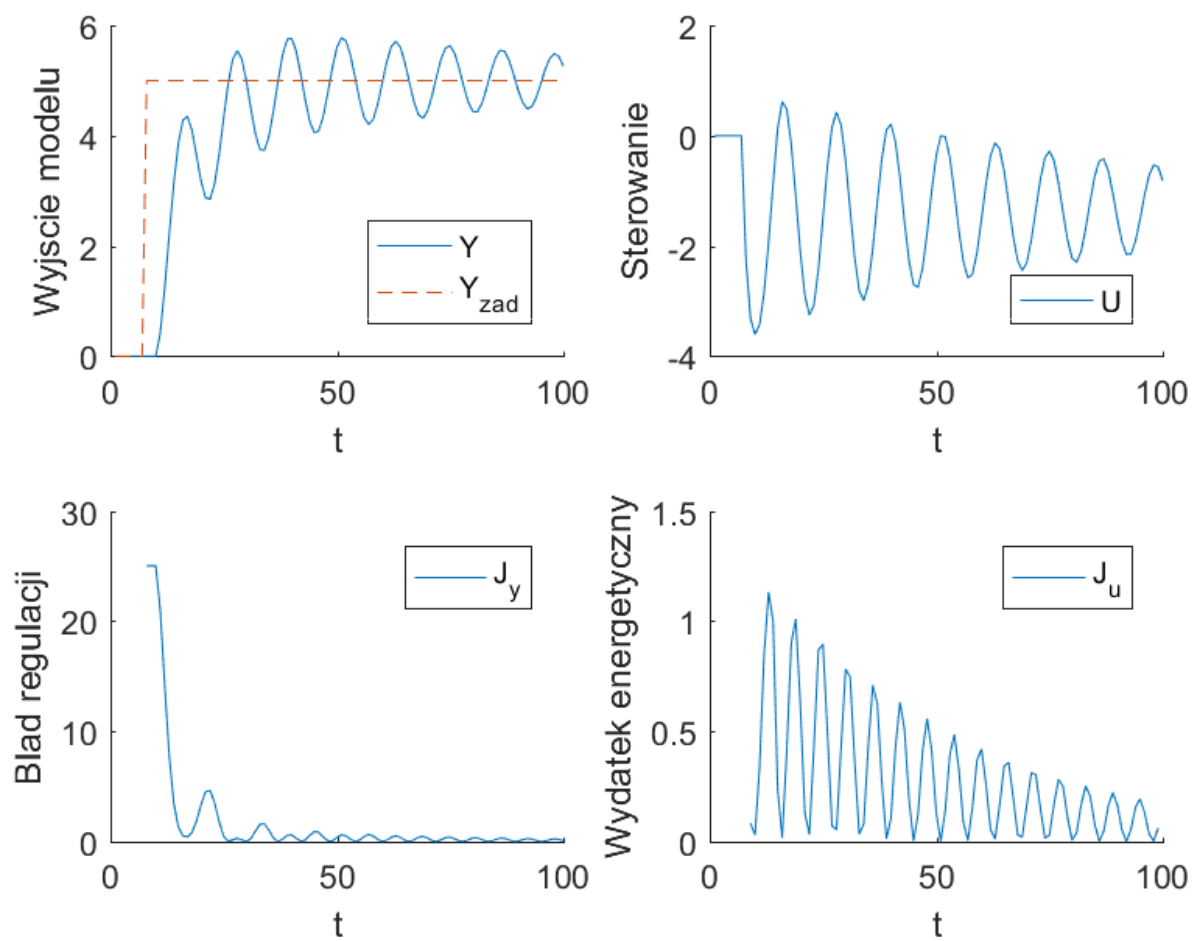 Wyjscie modelu
6
4
2
0
0
50
100
t
Y
Y_zad
Sterowanie
2
0
-2
-4
0
50
100
t
U
Blad regulacji
30
20
10
0
0
50
100
t
J_y
Wydatek energetyczny
1.5
1
0.5
0
0
50
100
t
J_u